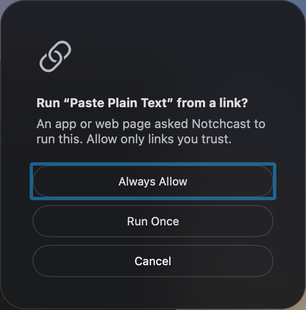 Run “Paste Plain Text” from a link?
An app or web page asked Notchcast to
run this. Allow only links you trust.
Always Allow
Run Once
Cancel